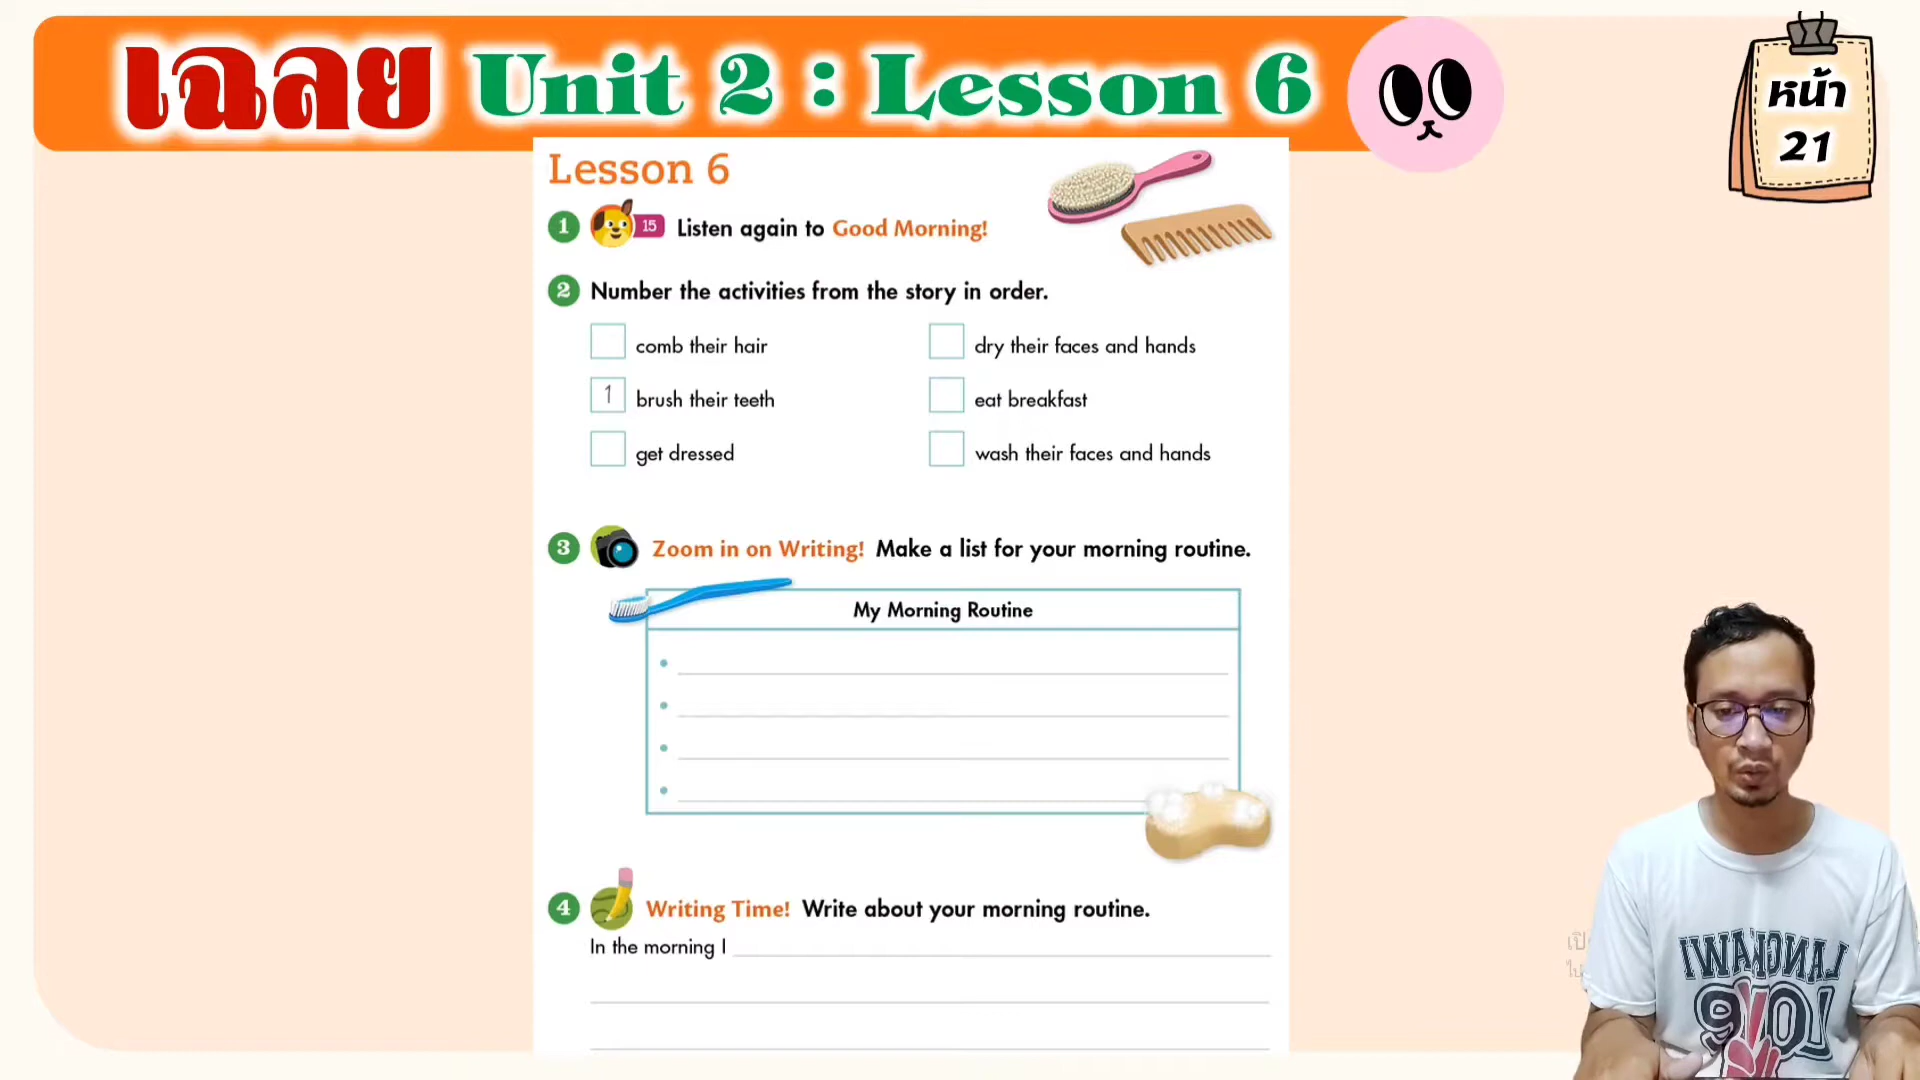 เฉลย Unit 2 : Lesson 6
หน้า
21
Lesson 6
1 15 Listen again to Good Morning!
2 Number the activities from the story in order.
comb their hair
dry their faces and hands
1 brush their teeth
eat breakfast
get dressed
wash their faces and hands
3 Zoom in on Writing! Make a list for your morning routine.
My Morning Routine
4 Writing Time! Write about your morning routine.
In the morning I